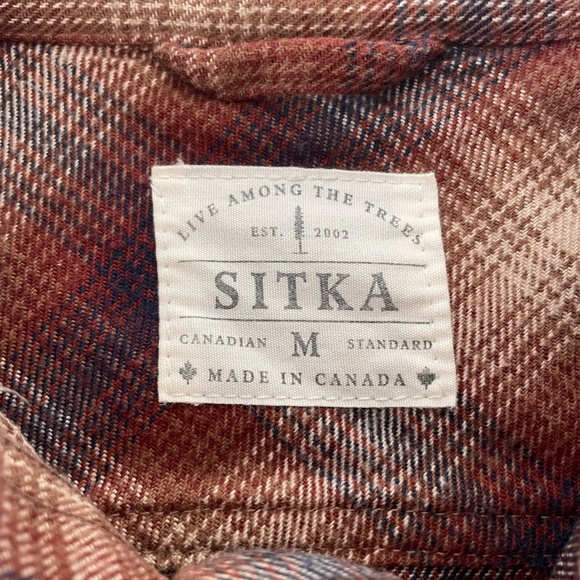 LIVE AMONG THE TREES
EST. 2002
SITKA
CANADIAN M STANDARD
MADE IN CANADA